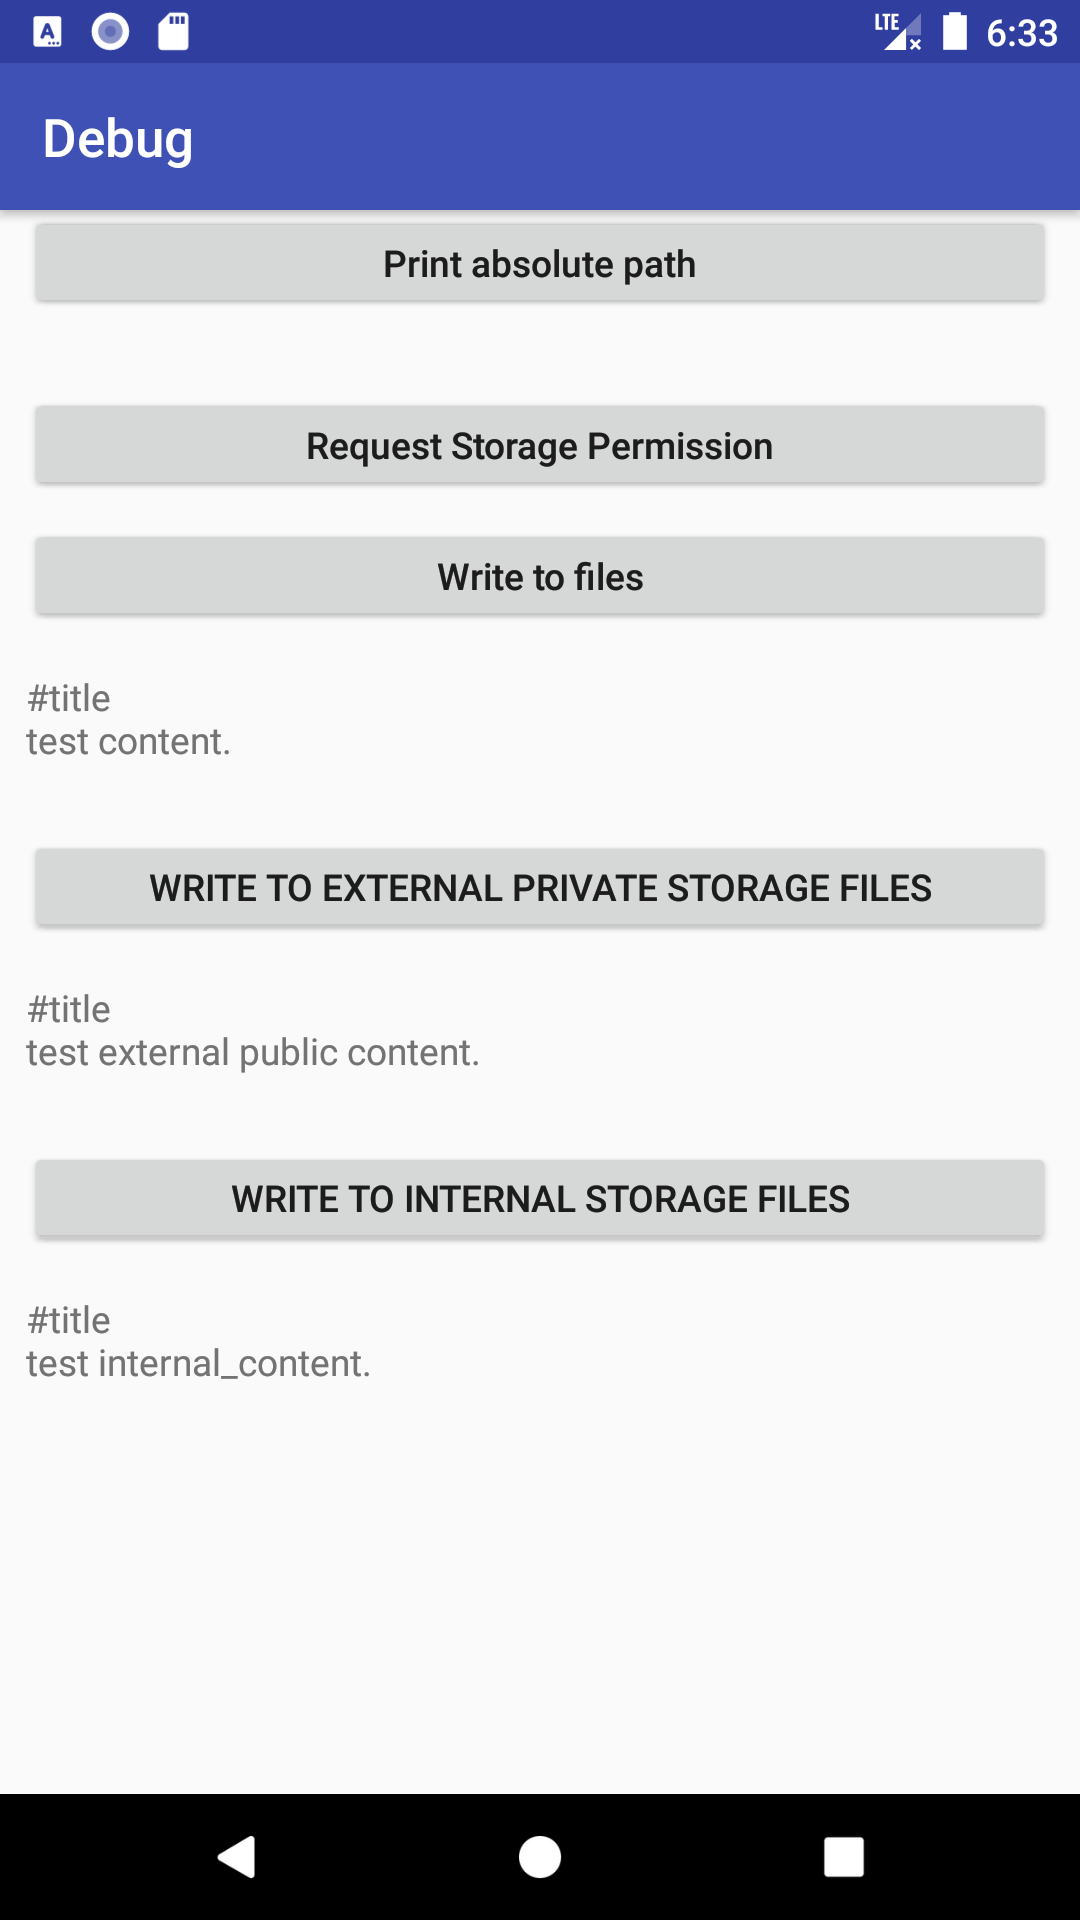 LTE 6:33
Debug
Print absolute path
Request Storage Permission
Write to files
#title
test content.
WRITE TO EXTERNAL PRIVATE STORAGE FILES
#title
test external public content.
WRITE TO INTERNAL STORAGE FILES
#title
test internal_content.